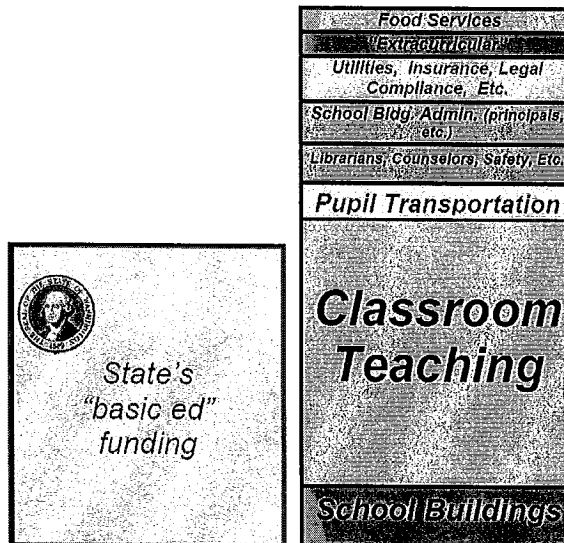 Food Services
"Extracurricular"
Utilities, Insurance, Legal
Compliance, Etc.
School Bldg. Admin. (principals,
etc.)
Librarians, Counselors, Safety, Etc.
Pupil Transportation
Classroom
Teaching
School Buildings
State's
"basic ed"
funding